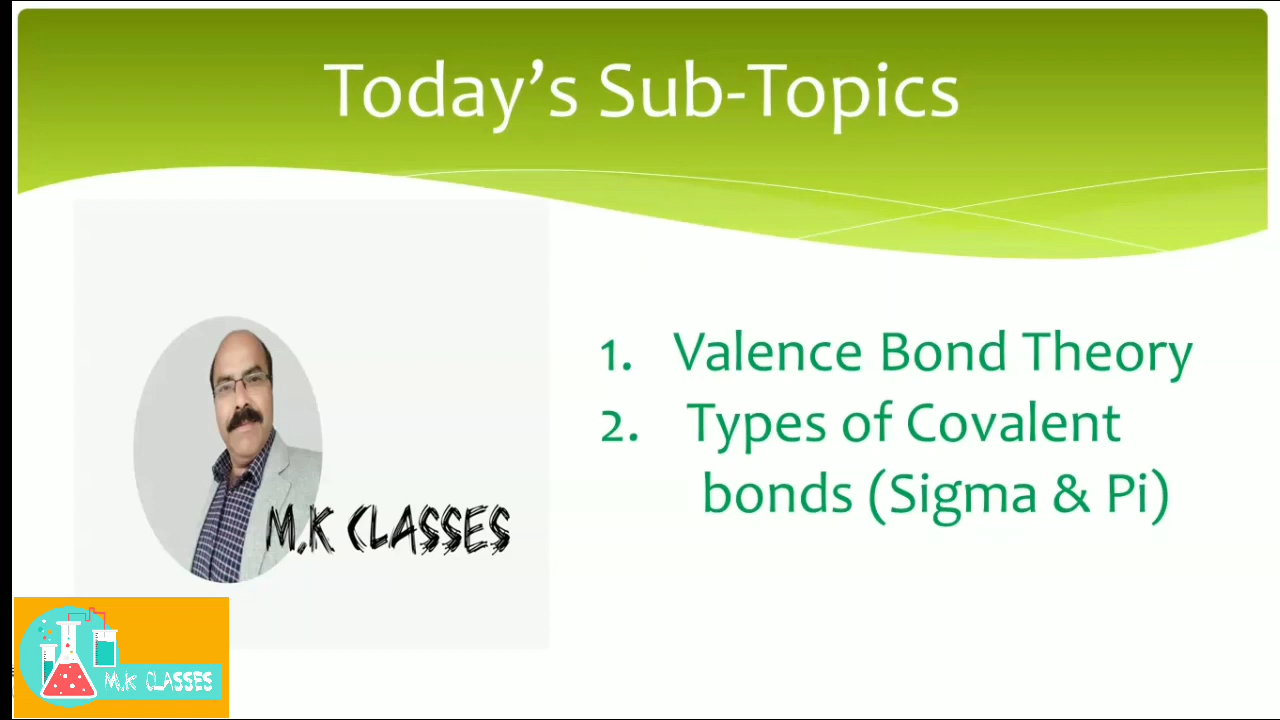 Today’s Sub-Topics
1. Valence Bond Theory
2. Types of Covalent
bonds (Sigma & Pi)
M.K CLASSES
M.K CLASSES